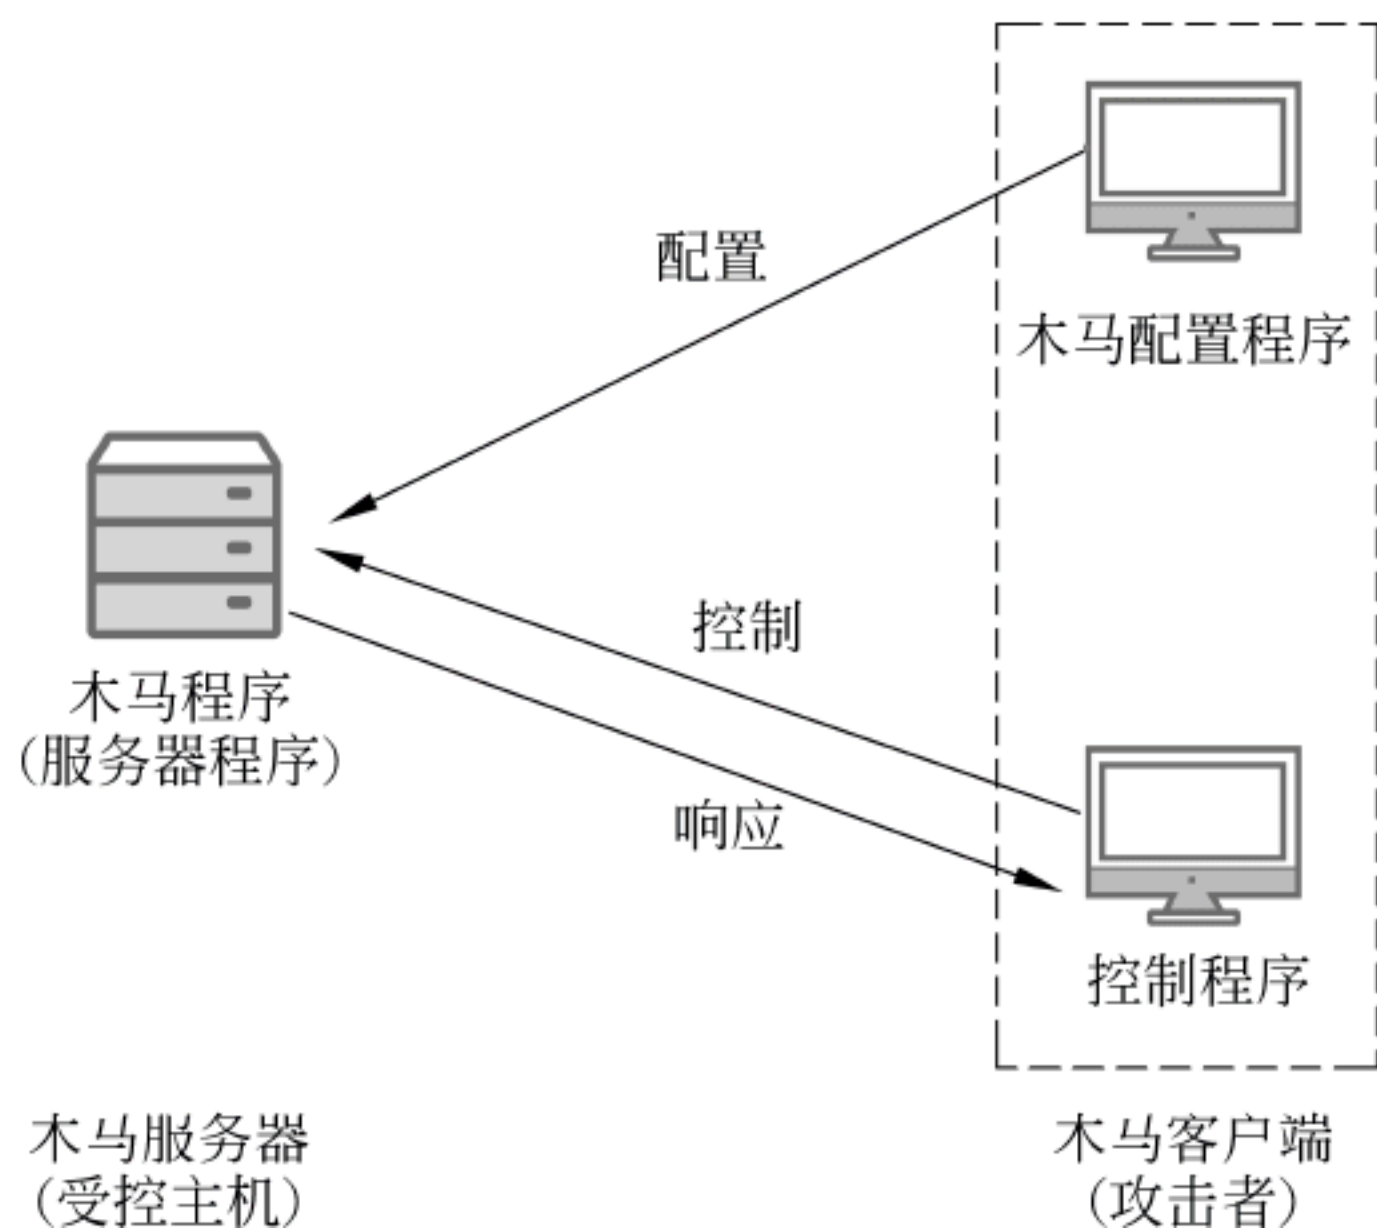 配置
木马配置程序
控制
木马程序
(服务器程序)
响应
控制程序
木马服务器
(受控主机)
木马客户端
(攻击者)